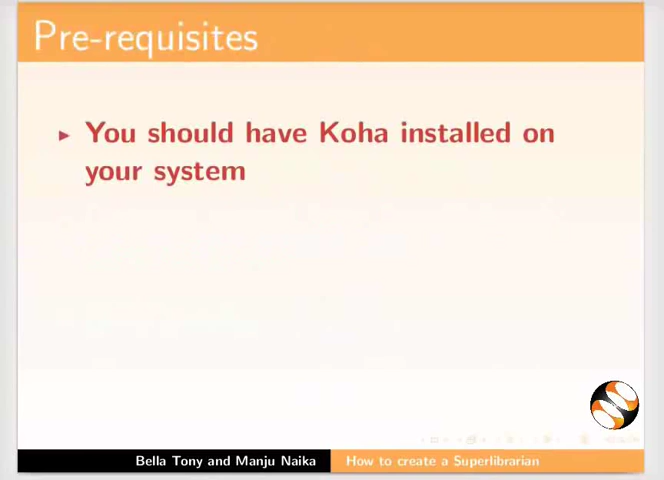 Pre-requisites
You should have Koha installed on
your system
Bella Tony and Manju Naika
How to create a Superlibrarian